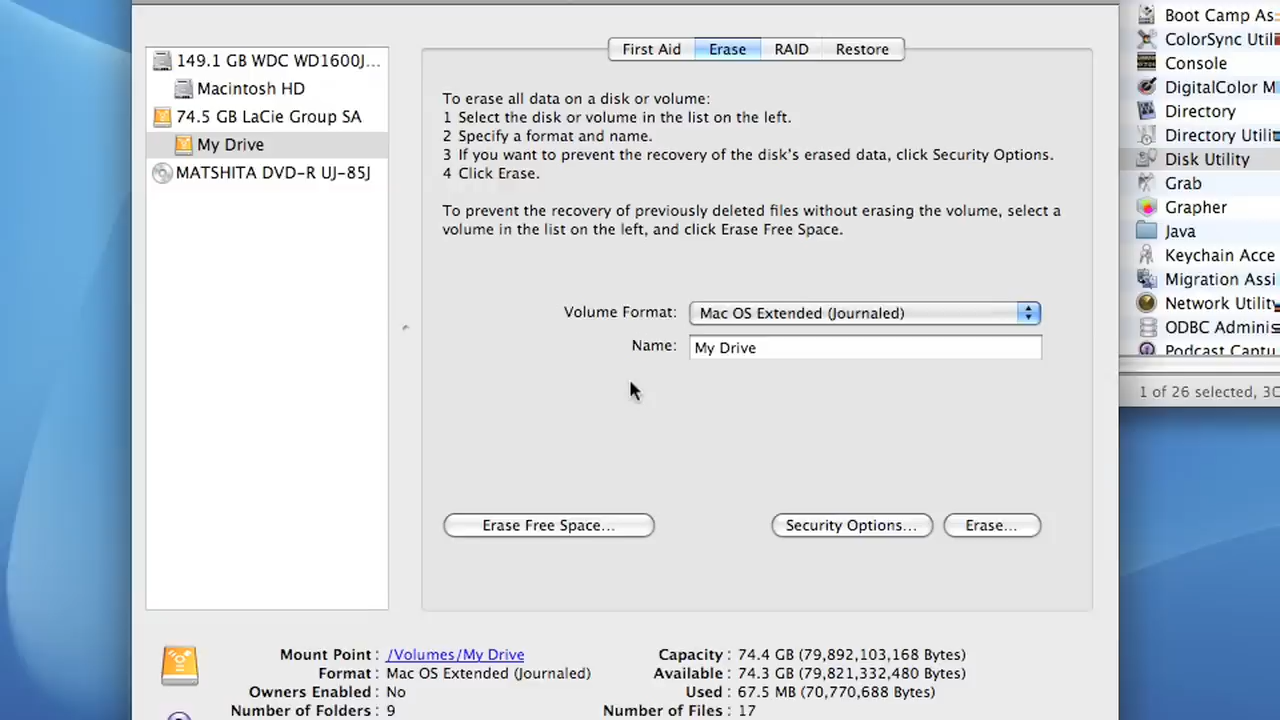 149.1 GB WDC WD1600J...
Macintosh HD
74.5 GB LaCie Group SA
My Drive
MATSHITA DVD-R UJ-85J
First Aid
Erase
RAID
Restore
To erase all data on a disk or volume:
1 Select the disk or volume in the list on the left.
2 Specify a format and name.
3 If you want to prevent the recovery of the disk's erased data, click Security Options.
4 Click Erase.
To prevent the recovery of previously deleted files without erasing the volume, select a
volume in the list on the left, and click Erase Free Space.
Volume Format: Mac OS Extended (Journaled)
Name: My Drive
Erase Free Space...
Security Options...
Erase...
Mount Point : /Volumes/My Drive
Format : Mac OS Extended (Journaled)
Owners Enabled : No
Number of Folders : 9
Capacity : 74.4 GB (79,892,103,168 Bytes)
Available : 74.3 GB (79,821,332,480 Bytes)
Used : 67.5 MB (70,770,688 Bytes)
Number of Files : 17
Boot Camp As
ColorSync Util
Console
DigitalColor M
Directory
Directory Utili
Disk Utility
Grab
Grapher
Java
Keychain Acce
Migration Assi
Network Utility
ODBC Adminis
Podcast Captu
1 of 26 selected, 30